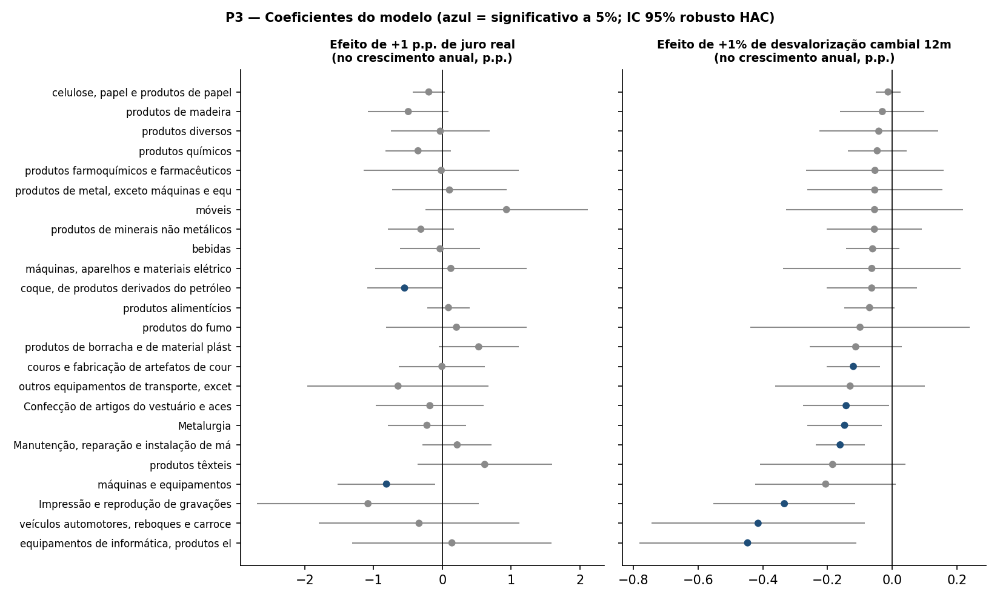 P3 — Coeficientes do modelo (azul = significativo a 5%; IC 95% robusto HAC)
Efeito de +1 p.p. de juro real
(no crescimento anual, p.p.)
Efeito de +1% de desvalorização cambial 12m
(no crescimento anual, p.p.)
celulose, papel e produtos de papel
produtos de madeira
produtos diversos
produtos químicos
produtos farmoquímicos e farmacêuticos
produtos de metal, exceto máquinas e equ
móveis
produtos de minerais não metálicos
bebidas
máquinas, aparelhos e materiais elétrico
coque, de produtos derivados do petróleo
produtos alimentícios
produtos do fumo
produtos de borracha e de material plást
couros e fabricação de artefatos de cour
outros equipamentos de transporte, excet
Confecção de artigos do vestuário e aces
Metalurgia
Manutenção, reparação e instalação de má
produtos têxteis
máquinas e equipamentos
Impressão e reprodução de gravações
veículos automotores, reboques e carroce
equipamentos de informática, produtos el
−2 −1 0 1 2
−0.8 −0.6 −0.4 −0.2 0.0 0.2